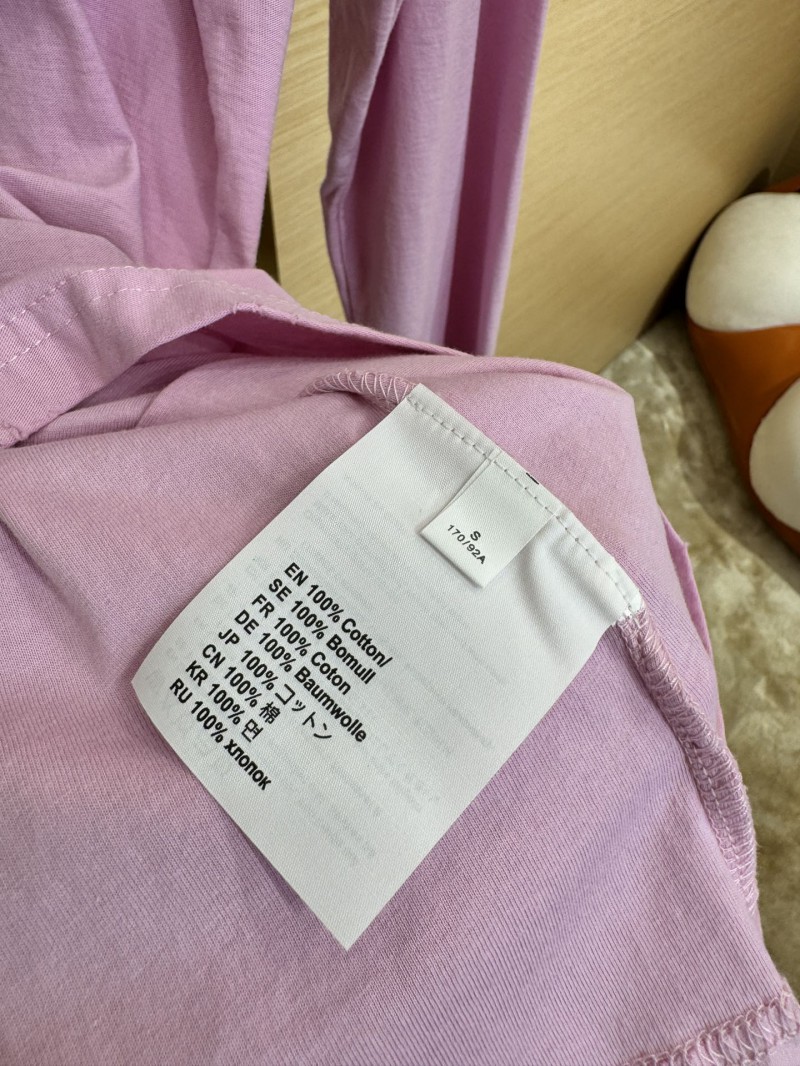 S
170/92A
EN 100% Cotton/
SE 100% Bomull
FR 100% Coton
DE 100% Baumwolle
JP 100% コットン
CN 100% 棉
KR 100% 면
RU 100% хлопок